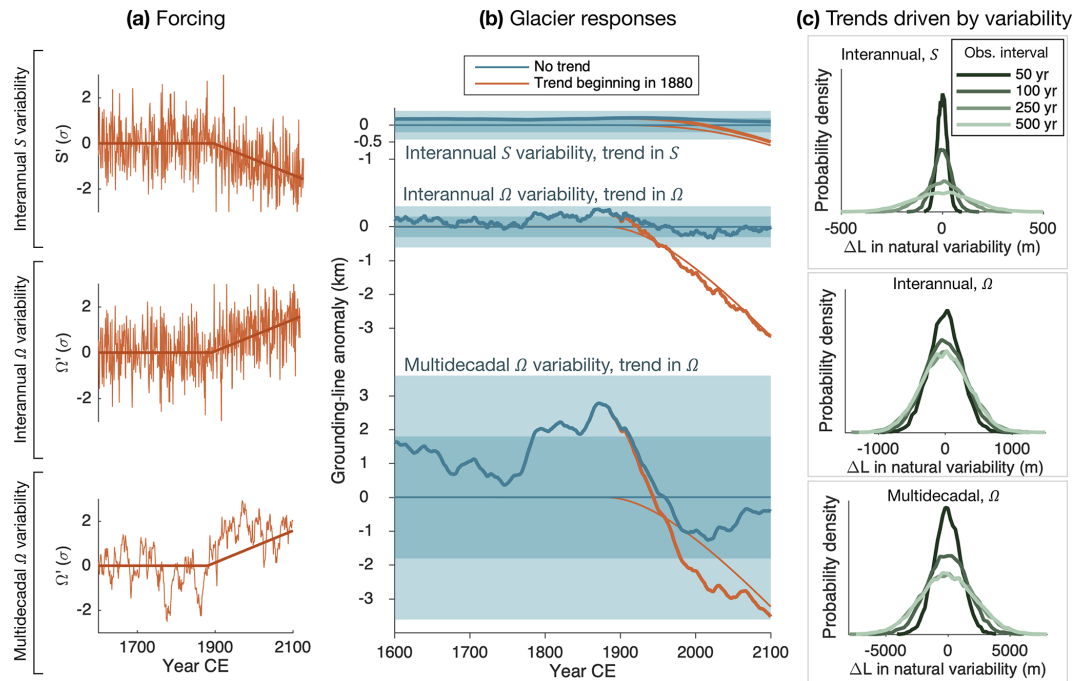 (a) Forcing
Interannual S variability
S' (σ)
2
0
-2
Interannual Ω variability
Ω' (σ)
2
0
-2
Multidecadal Ω variability
Ω' (σ)
2
0
-2
1700
1900
2100
Year CE
(b) Glacier responses
No trend
Trend beginning in 1880
Grounding-line anomaly (km)
0
-0.5
-1
Interannual S variability, trend in S
Interannual Ω variability, trend in Ω
0
-1
-2
-3
Multidecadal Ω variability, trend in Ω
3
2
1
0
-1
-2
-3
1600
1700
1800
1900
2000
2100
Year CE
(c) Trends driven by variability
Interannual, S
Obs. interval
50 yr
100 yr
250 yr
500 yr
Probability density
-500
0
500
ΔL in natural variability (m)
Interannual, Ω
Probability density
-1000
0
1000
ΔL in natural variability (m)
Multidecadal, Ω
Probability density
-5000
0
5000
ΔL in natural variability (m)